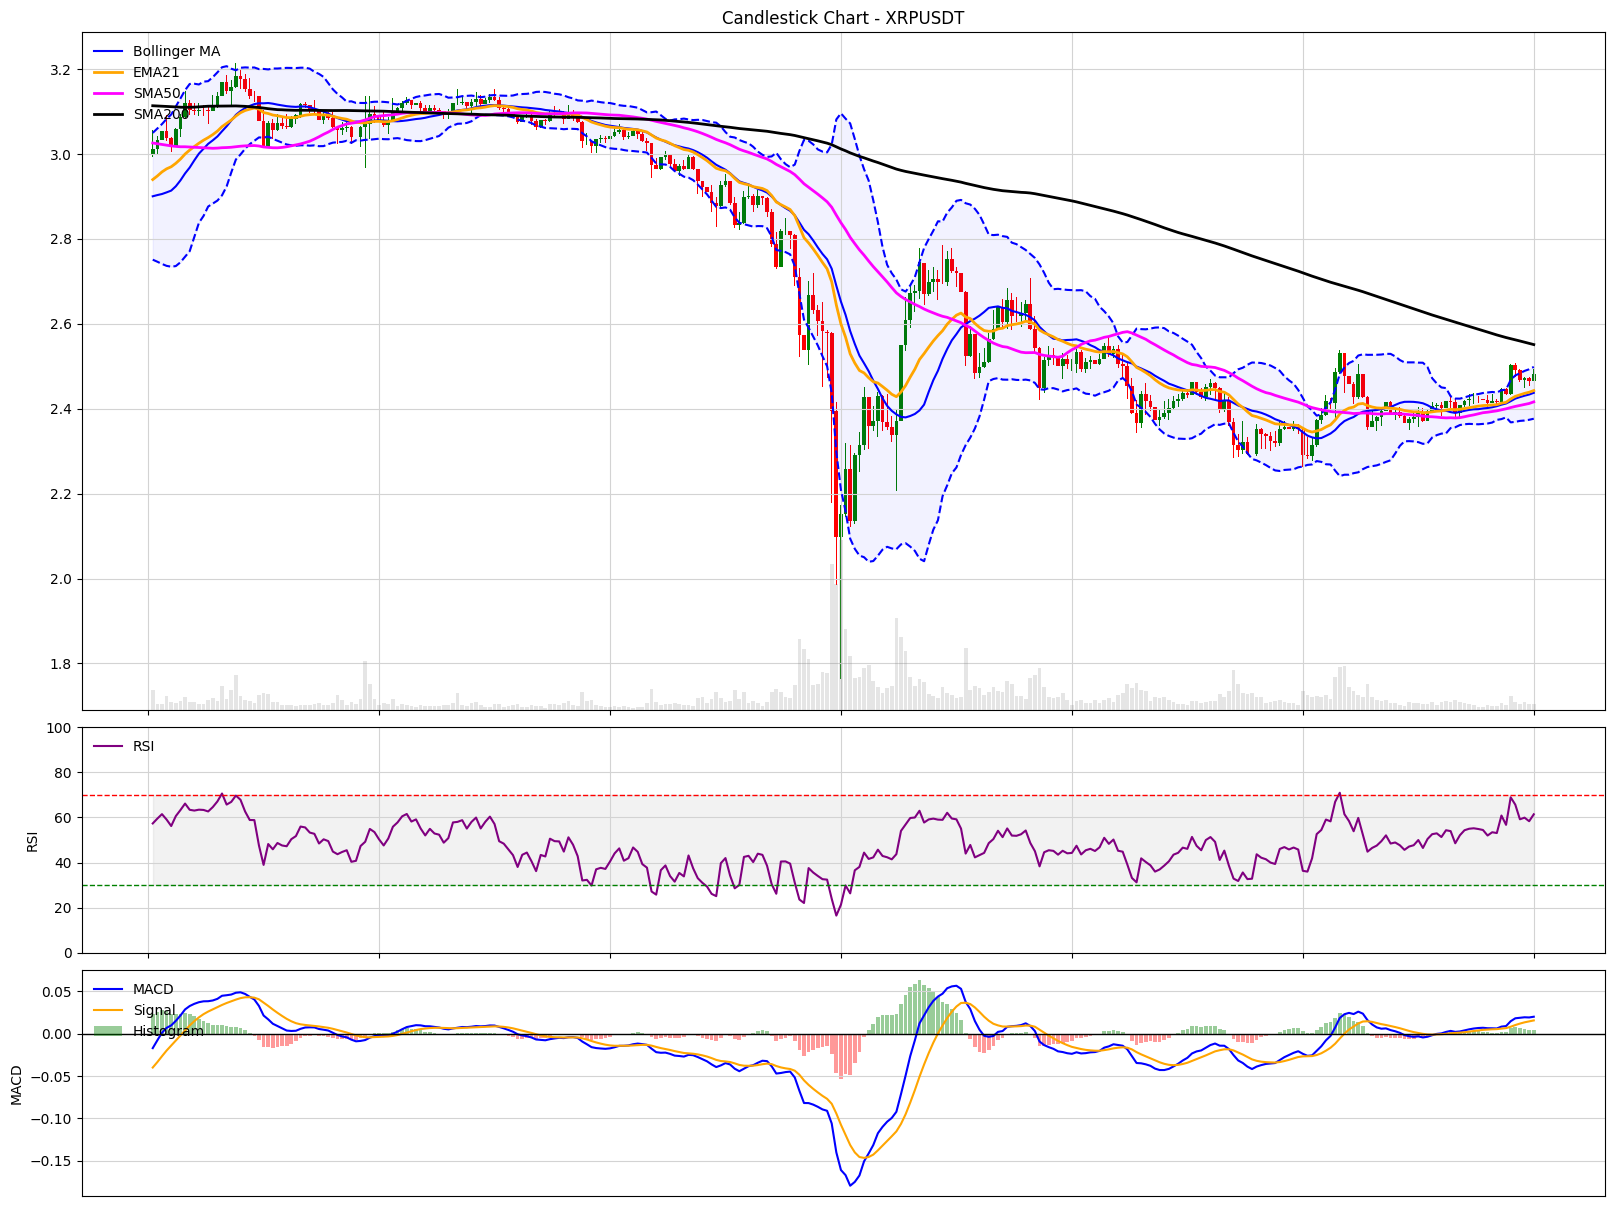 Candlestick Chart - XRPUSDT
Bollinger MA
EMA21
SMA50
SMA200
3.2
3.0
2.8
2.6
2.4
2.2
2.0
1.8
RSI
100
80
60
40
20
0
RSI
MACD
Signal
Histogram
0.05
0.00
−0.05
−0.10
−0.15
MACD